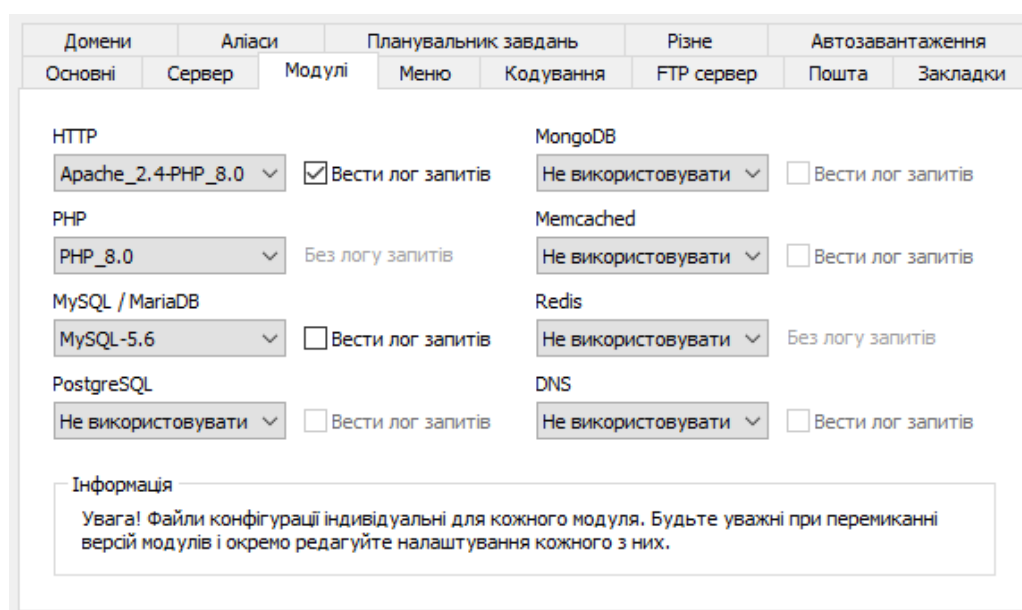 Домени Аліаси Планувальник завдань Різне Автозавантаження
Основні Сервер Модулі Меню Кодування FTP сервер Пошта Закладки
HTTP
Apache_2.4-PHP_8.0 Вести лог запитів
PHP
PHP_8.0 Без логу запитів
MySQL / MariaDB
MySQL-5.6 Вести лог запитів
PostgreSQL
Не використовувати Вести лог запитів
MongoDB
Не використовувати Вести лог запитів
Memcached
Не використовувати Вести лог запитів
Redis
Не використовувати Без логу запитів
DNS
Не використовувати Вести лог запитів
Інформація
Увага! Файли конфігурації індивідуальні для кожного модуля. Будьте уважні при перемиканні
версій модулів і окремо редагуйте налаштування кожного з них.